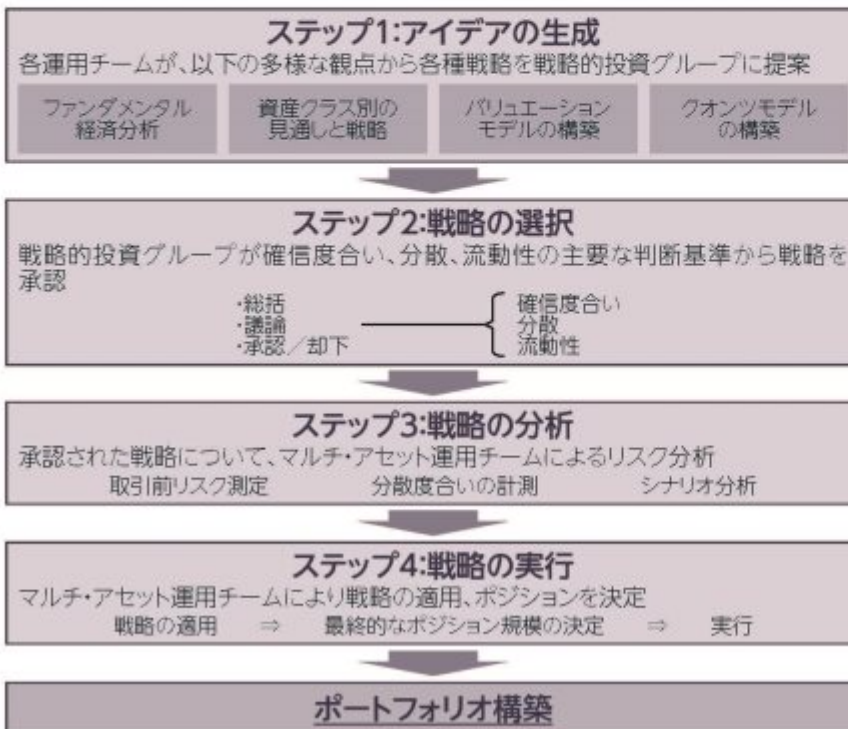 ステップ1:アイデアの生成
各運用チームが、以下の多様な観点から各種戦略を戦略的投資グループに提案
ファンダメンタル
経済分析
資産クラス別の
見通しと戦略
バリュエーション
モデルの構築
クオンツモデル
の構築
ステップ2:戦略の選択
戦略的投資グループが確信度合い、分散、流動性の主要な判断基準から戦略を
承認
・総括
・議論
・承認／却下
確信度合い
分散
流動性
ステップ3:戦略の分析
承認された戦略について、マルチ・アセット運用チームによるリスク分析
取引前リスク測定 分散度合いの計測 シナリオ分析
ステップ4:戦略の実行
マルチ・アセット運用チームにより戦略の適用、ポジションを決定
戦略の適用 ⇒ 最終的なポジション規模の決定 ⇒ 実行
ポートフォリオ構築